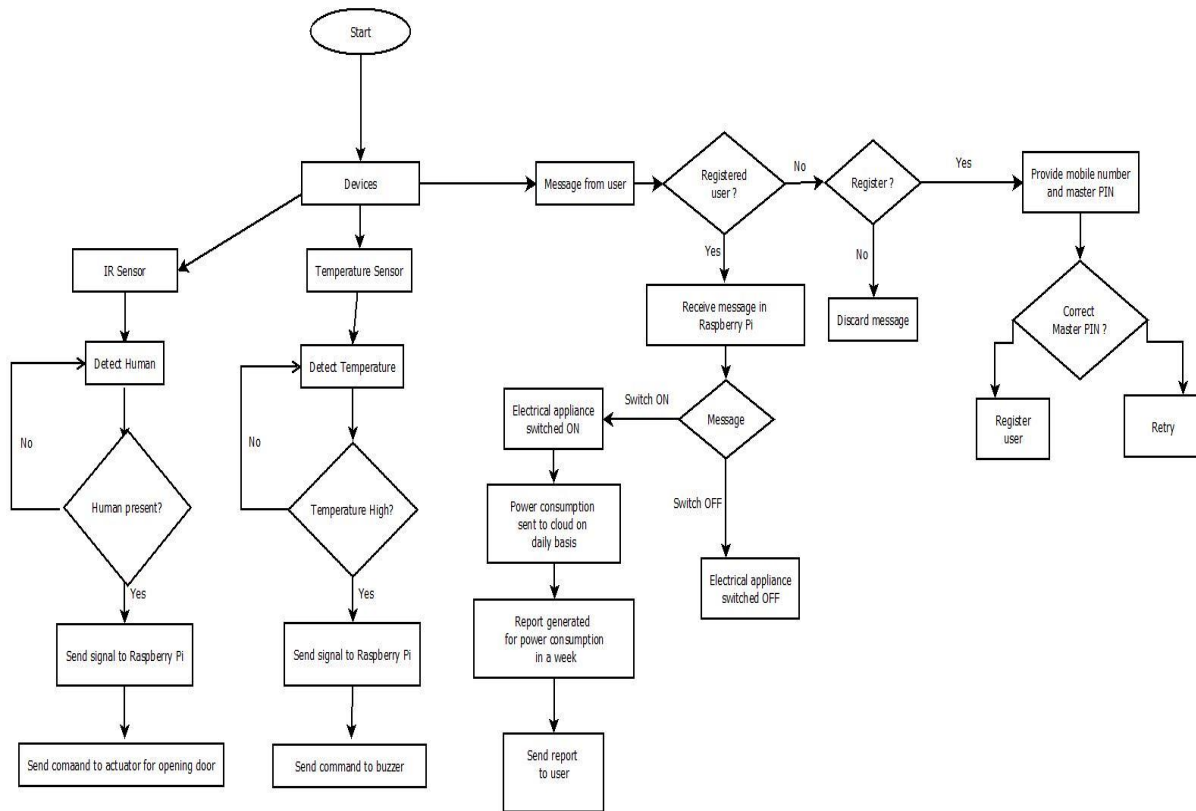 Start
Devices
Message from user
Registered
user ?
No
Register ?
Yes
Provide mobile number
and master PIN
IR Sensor
Temperature Sensor
Yes
No
Receive message in
Raspberry Pi
Discard message
Correct
Master PIN ?
Detect Human
Detect Temperature
Electrical appliance
switched ON
Switch ON
Message
Register
user
Retry
No
No
Human present?
Temperature High?
Power consumption
sent to cloud on
daily basis
Switch OFF
Electrical appliance
switched OFF
Yes
Yes
Send signal to Raspberry Pi
Send signal to Raspberry Pi
Report generated
for power consumption
in a week
Send comaand to actuator for opening door
Send command to buzzer
Send report
to user